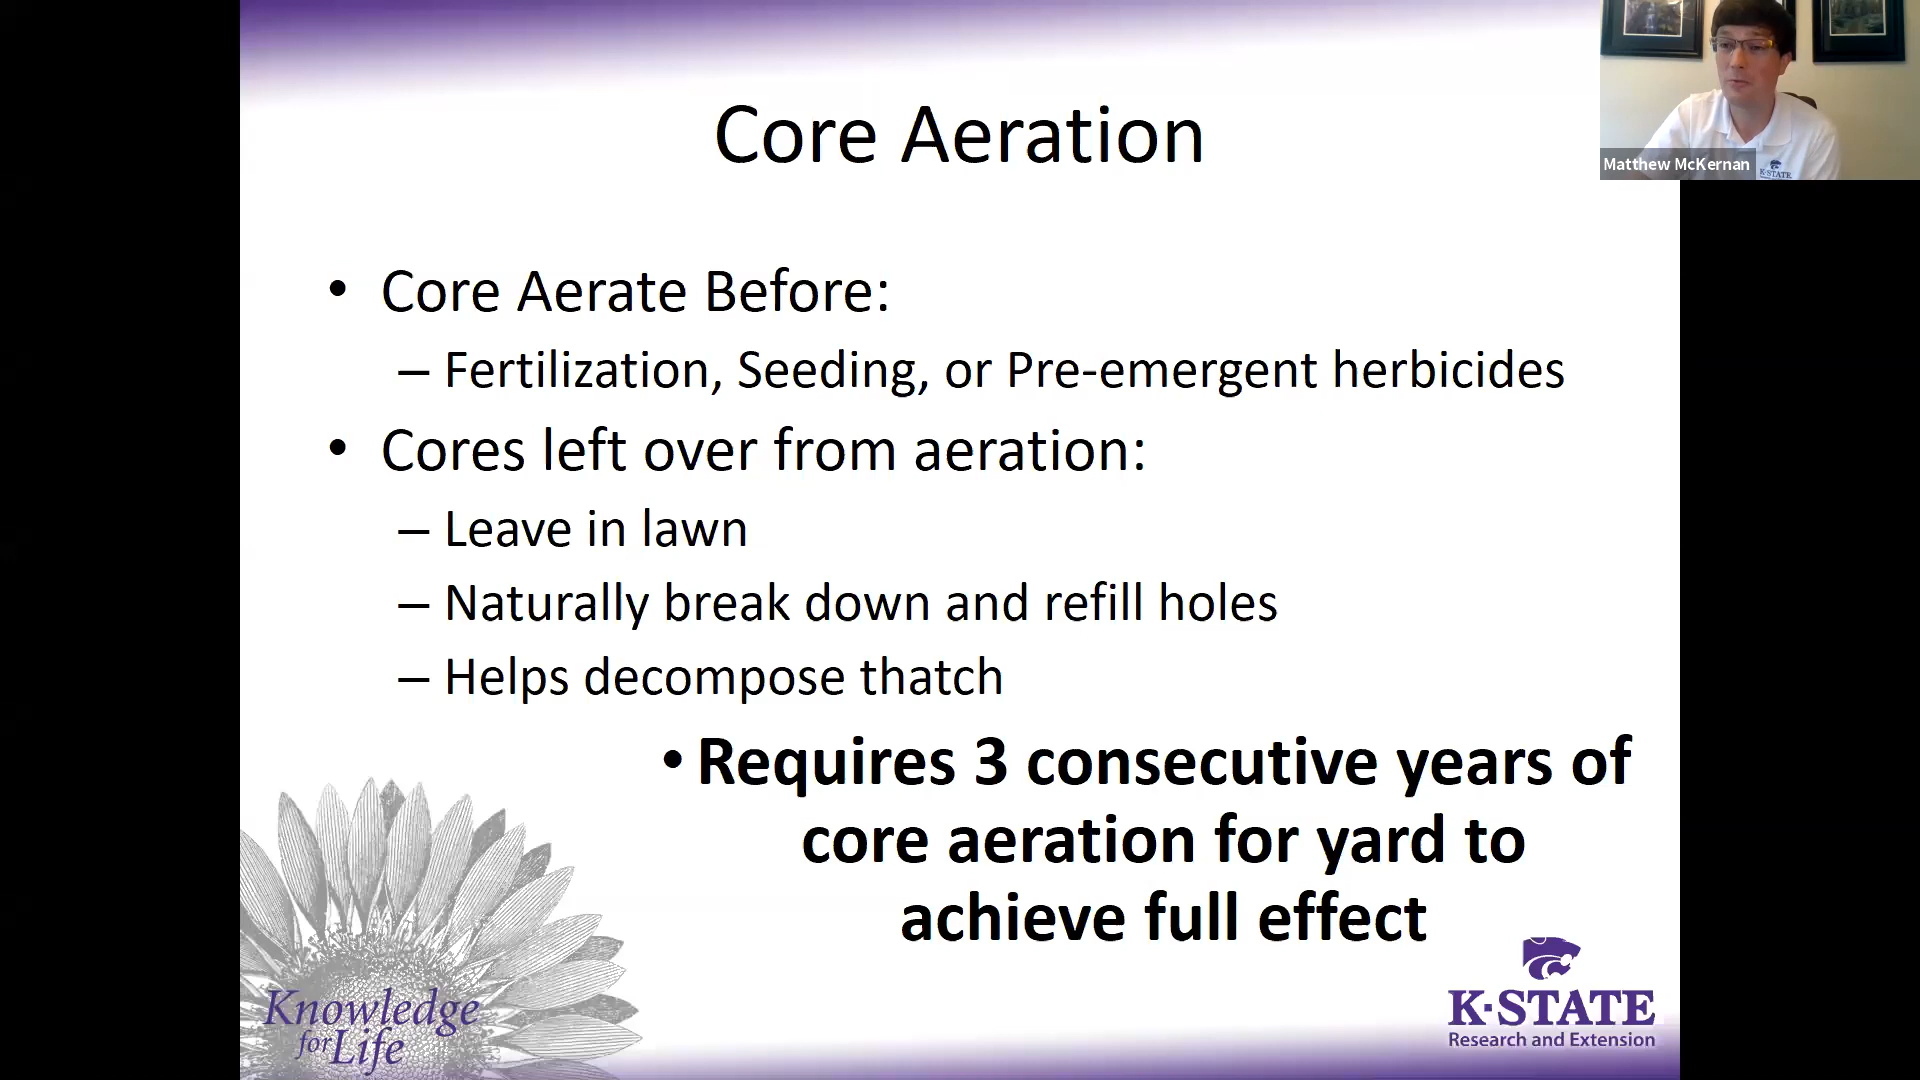 Core Aeration
Matthew McKernan
K-STATE
• Core Aerate Before:
– Fertilization, Seeding, or Pre-emergent herbicides
• Cores left over from aeration:
– Leave in lawn
– Naturally break down and refill holes
– Helps decompose thatch
• Requires 3 consecutive years of
core aeration for yard to
achieve full effect
Knowledge
for Life
K-STATE
Research and Extension